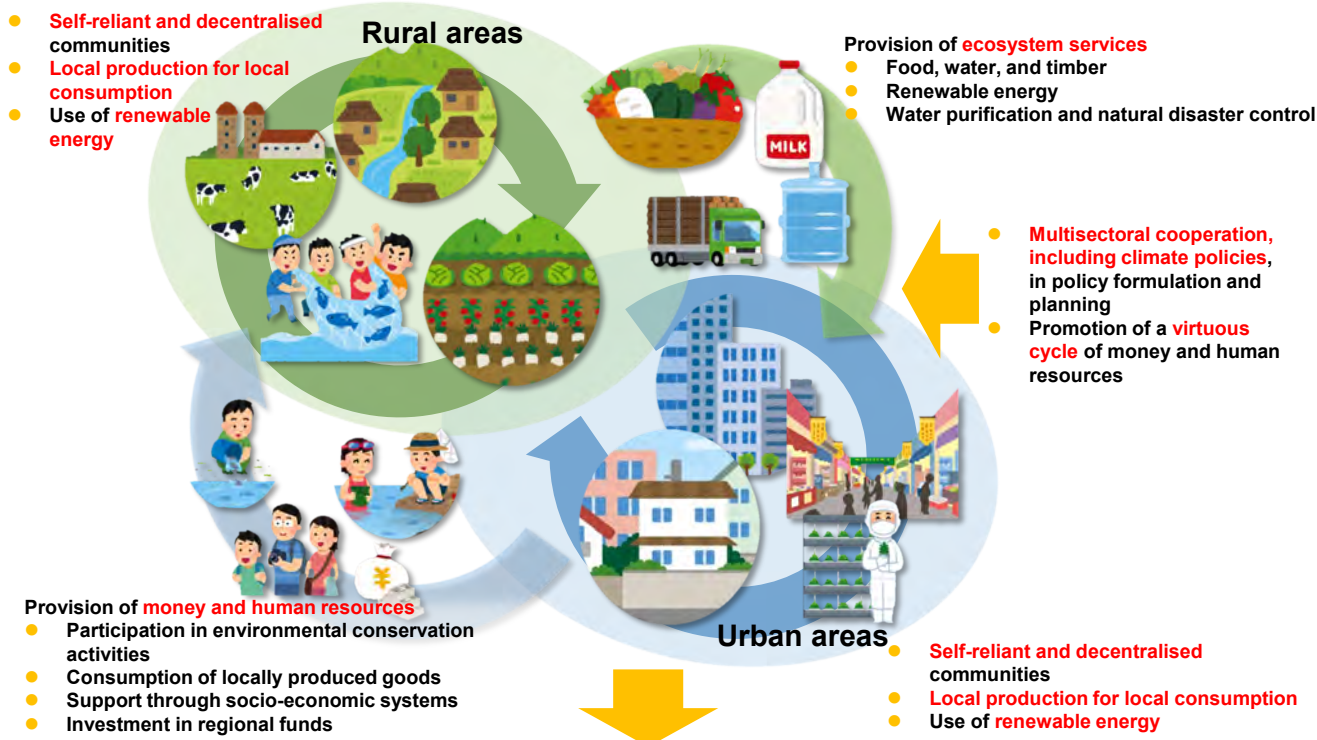 Self-reliant and decentralised
communities
Local production for local
consumption
Use of renewable
energy
Rural areas
Provision of ecosystem services
Food, water, and timber
Renewable energy
Water purification and natural disaster control
MILK
Multisectoral cooperation,
including climate policies,
in policy formulation and
planning
Promotion of a virtuous
cycle of money and human
resources
¥
Provision of money and human resources
Participation in environmental conservation
activities
Consumption of locally produced goods
Support through socio-economic systems
Investment in regional funds
Urban areas
Self-reliant and decentralised
communities
Local production for local consumption
Use of renewable energy